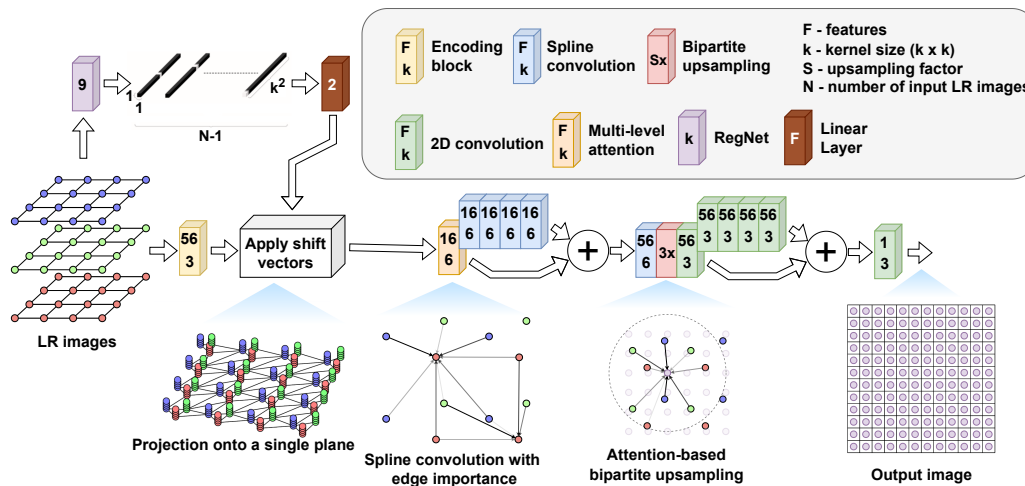 F
k
Encoding
block
F
k
Spline
convolution
Sx
Bipartite
upsampling
F - features
k - kernel size (k x k)
S - upsampling factor
N - number of input LR images
F
k
2D convolution
F
k
Multi-level
attention
k
RegNet
F
Linear
Layer
9
1
1
k2
N-1
2
LR images
56
3
Apply shift
vectors
16
6
16
6
16
6
16
6
16
6
+
56
6
3x
56
3
56
3
56
3
56
3
56
3
+
1
3
Projection onto a single plane
Spline convolution with
edge importance
Attention-based
bipartite upsampling
Output image